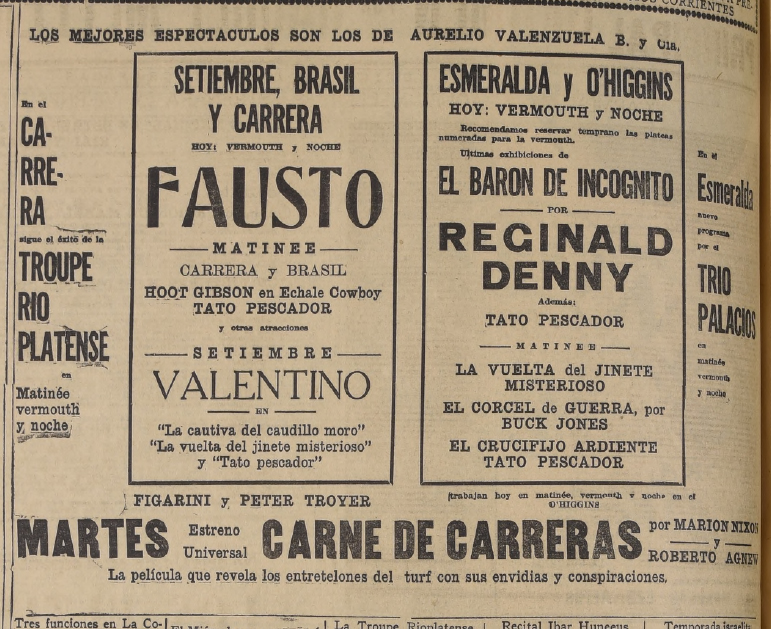 CORRIENTES
LOS MEJORES ESPECTACULOS SON LOS DE AURELIO VALENZUELA B. y Cia.
En el
CA-
RRE-
RA
sigue el éxito de la
TROUPE
RIO
PLATENSE
en
Matinée
vermouth
y noche
SETIEMBRE, BRASIL
Y CARRERA
HOY: VERMOUTH y NOCHE
FAUSTO
MATINEE
CARRERA y BRASIL
HOOT GIBSON en Echale Cowboy
TATO PESCADOR
y otras atracciones
SETIEMBRE
VALENTINO
EN
"La cautiva del caudillo moro"
"La vuelta del jinete misterioso"
y "Tato pescador"
ESMERALDA y O'HIGGINS
HOY: VERMOUTH y NOCHE
Recomendamos reservar temprano las plateas
numeradas para la vermouth.
Ultimas exhibiciones de
EL BARON DE INCOGNITO
POR
REGINALD
DENNY
Además:
TATO PESCADOR
MATINEE
LA VUELTA del JINETE
MISTERIOSO
EL CORCEL de GUERRA, por
BUCK JONES
EL CRUCIFIJO ARDIENTE
TATO PESCADOR
En el
Esmeralda
nuevo
programa
por el
TRIO
PALACIOS
en
matinée
vermouth
y noche
FIGARINI y PETER TROYER
trabajan hoy en matinée, vermouth y noche en el
O'HIGGINS
MARTES
Estreno
Universal
CARNE DE CARRERAS
por MARION NIXON
y
ROBERTO AGNEW
La película que revela los entretelones del turf con sus envidias y conspiraciones.
Tres funciones en La Co-
La Troupe Rioplatense
Recital Ibar Hunceus
Temporada israelita